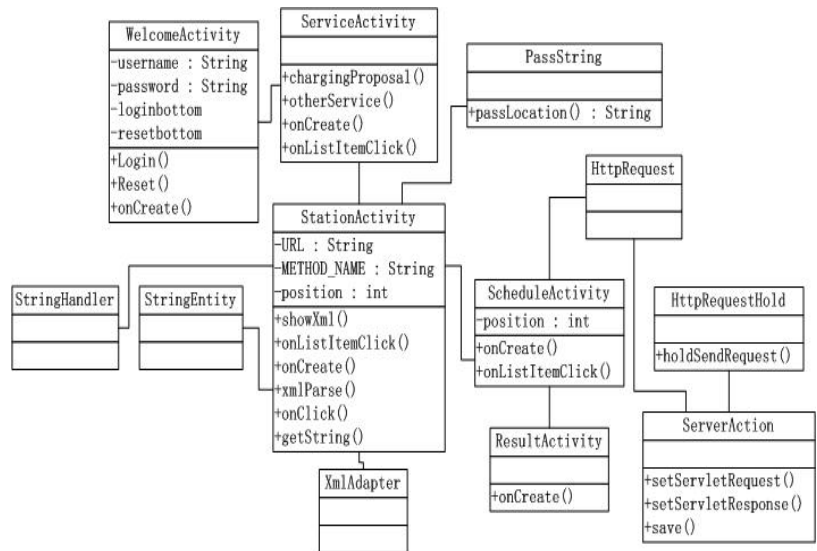 WelcomeActivity
-username : String
-password : String
-loginbottom
-resetbottom
+Login()
+Reset()
+onCreate()
ServiceActivity
+chargingProposal()
+otherService()
+onCreate()
+onListItemClick()
PassString
+passLocation() : String
HttpRequest
StationActivity
-URL : String
-METHOD_NAME : String
-position : int
+showXml()
+onListItemClick()
+onCreate()
+xmlParse()
+onClick()
+getString()
StringHandler
StringEntity
ScheduleActivity
-position : int
+onCreate()
+onListItemClick()
HttpRequestHold
+holdSendRequest()
ResultActivity
+onCreate()
ServerAction
+setServletRequest()
+setServletResponse()
+save()
XmlAdapter